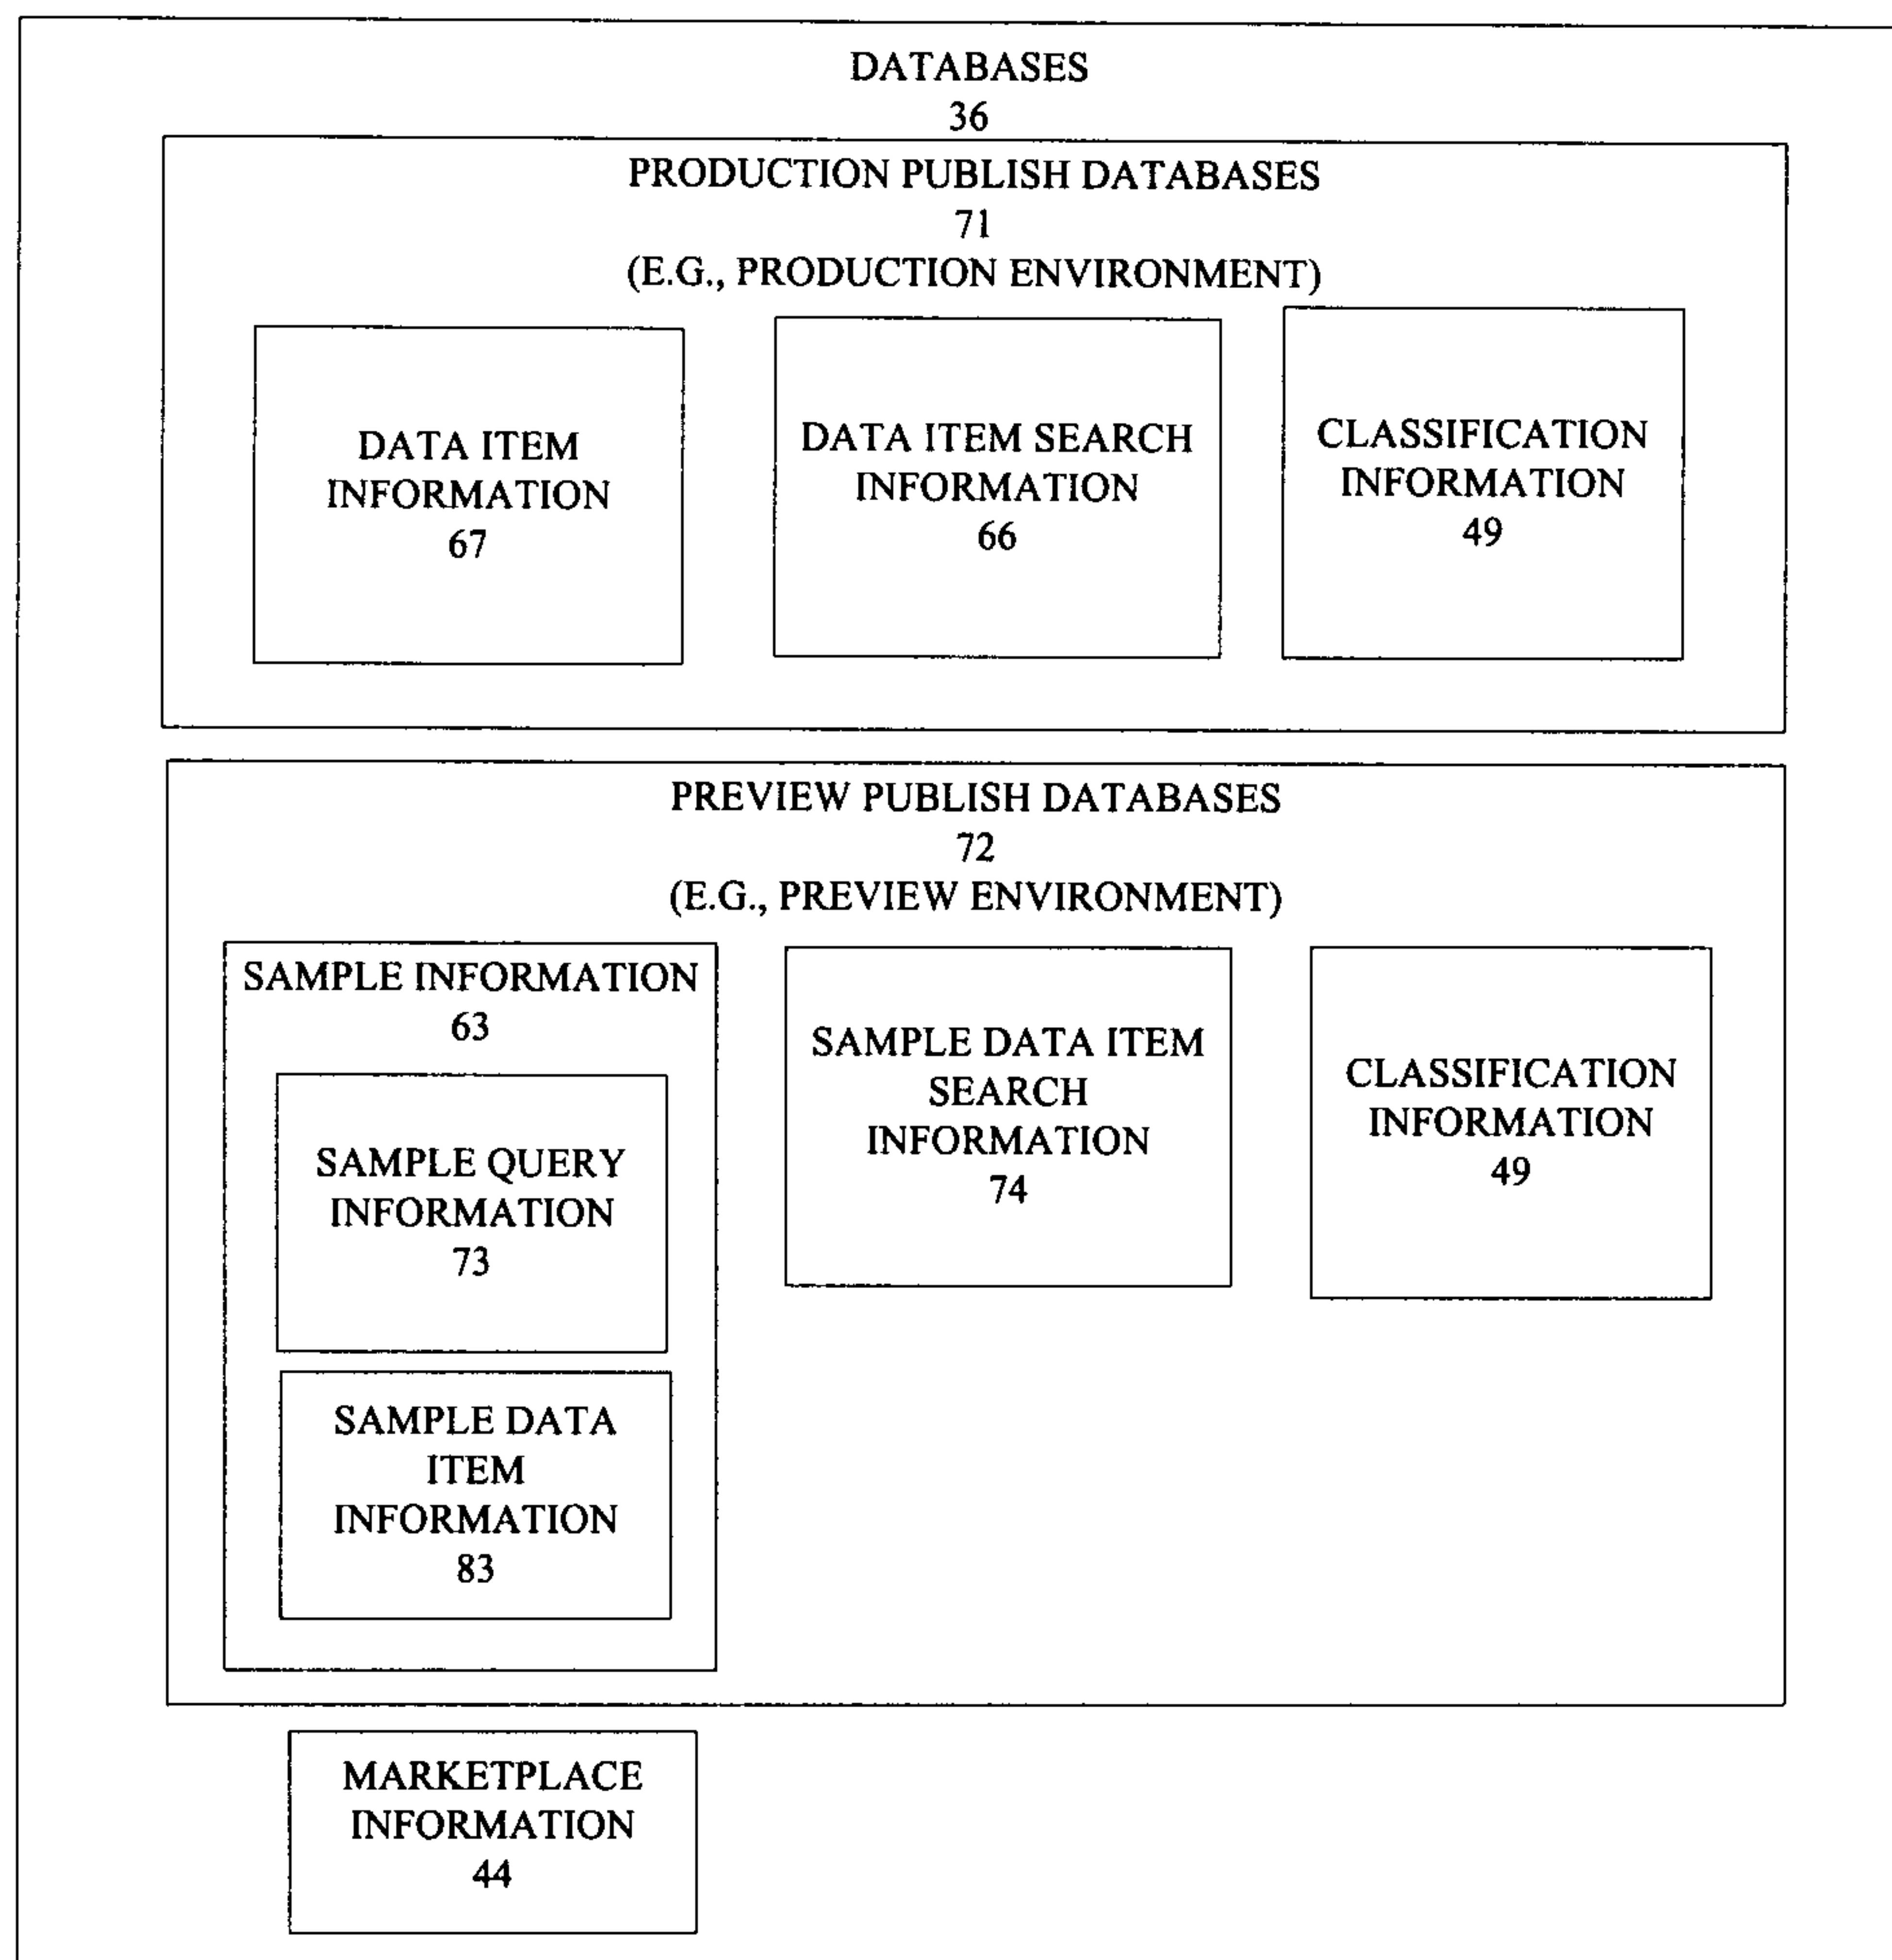 DATABASES
36
PRODUCTION PUBLISH DATABASES
71
(E.G., PRODUCTION ENVIRONMENT)
DATA ITEM
INFORMATION
67
DATA ITEM SEARCH
INFORMATION
66
CLASSIFICATION
INFORMATION
49
PREVIEW PUBLISH DATABASES
72
(E.G., PREVIEW ENVIRONMENT)
SAMPLE INFORMATION
63
SAMPLE QUERY
INFORMATION
73
SAMPLE DATA
ITEM
INFORMATION
83
SAMPLE DATA ITEM
SEARCH
INFORMATION
74
CLASSIFICATION
INFORMATION
49
MARKETPLACE
INFORMATION
44